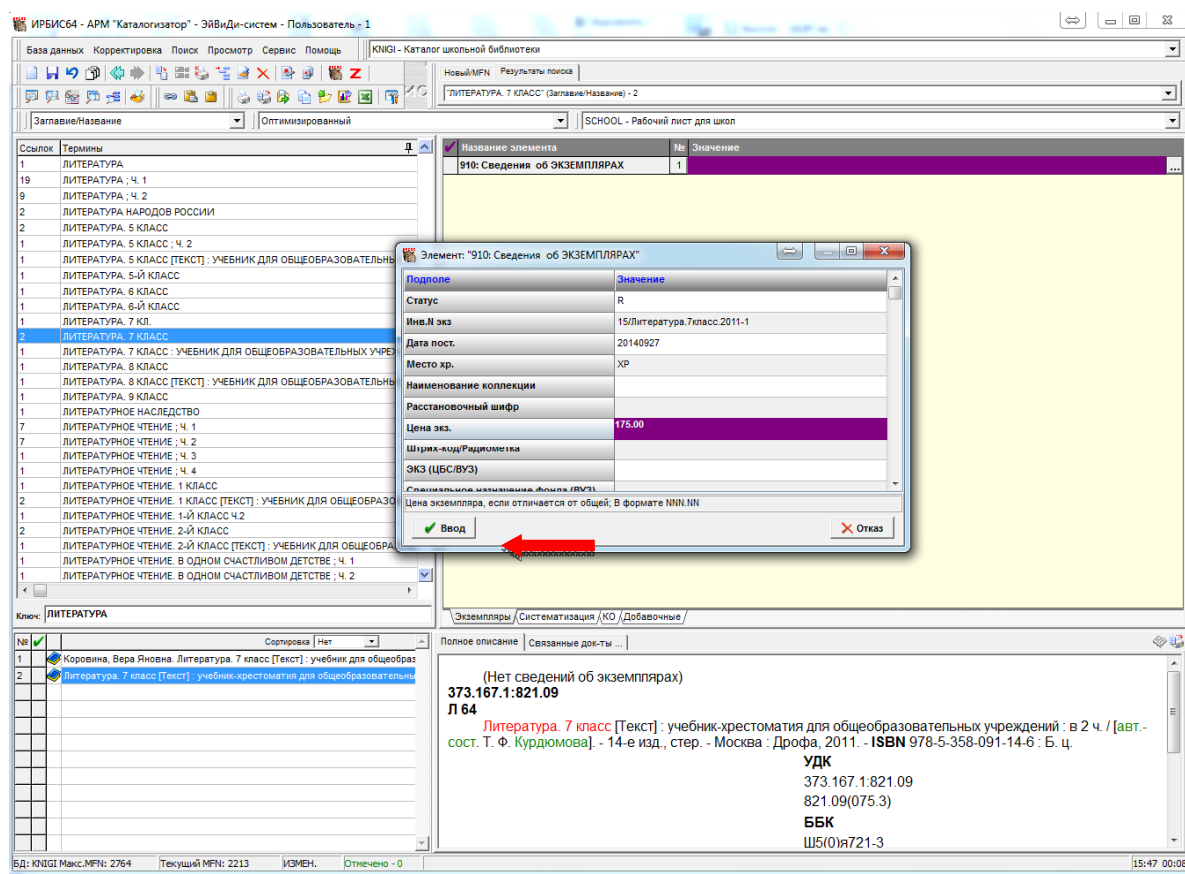 ИРБИС64 - АРМ "Каталогизатор" - ЭйВиДи-систем - Пользователь - 1
База данных Корректировка Поиск Просмотр Сервис Помощь
KNIGI - Каталог школьной библиотеки
Новый/MFN Результаты поиска
"ЛИТЕРАТУРА. 7 КЛАСС" (Заглавие/Название) - 2
Заглавие/Название Оптимизированный SCHOOL - Рабочий лист для школ
Ссылок Термины
1 ЛИТЕРАТУРА
19 ЛИТЕРАТУРА ; Ч. 1
9 ЛИТЕРАТУРА ; Ч. 2
2 ЛИТЕРАТУРА НАРОДОВ РОССИИ
2 ЛИТЕРАТУРА. 5 КЛАСС
1 ЛИТЕРАТУРА. 5 КЛАСС ; Ч. 2
1 ЛИТЕРАТУРА. 5 КЛАСС [ТЕКСТ] : УЧЕБНИК ДЛЯ ОБЩЕОБРАЗОВАТЕЛЬН
1 ЛИТЕРАТУРА. 5-Й КЛАСС
1 ЛИТЕРАТУРА. 6 КЛАСС
1 ЛИТЕРАТУРА. 6-Й КЛАСС
1 ЛИТЕРАТУРА. 7 КЛ.
2 ЛИТЕРАТУРА. 7 КЛАСС
1 ЛИТЕРАТУРА. 7 КЛАСС : УЧЕБНИК ДЛЯ ОБЩЕОБРАЗОВАТЕЛЬНЫХ УЧРЕЖ
1 ЛИТЕРАТУРА. 8 КЛАСС
1 ЛИТЕРАТУРА. 8 КЛАСС [ТЕКСТ] : УЧЕБНИК ДЛЯ ОБЩЕОБРАЗОВАТЕЛЬН
1 ЛИТЕРАТУРА. 9 КЛАСС
1 ЛИТЕРАТУРНОЕ НАСЛЕДСТВО
7 ЛИТЕРАТУРНОЕ ЧТЕНИЕ ; Ч. 1
7 ЛИТЕРАТУРНОЕ ЧТЕНИЕ ; Ч. 2
1 ЛИТЕРАТУРНОЕ ЧТЕНИЕ ; Ч. 3
1 ЛИТЕРАТУРНОЕ ЧТЕНИЕ ; Ч. 4
1 ЛИТЕРАТУРНОЕ ЧТЕНИЕ. 1 КЛАСС
2 ЛИТЕРАТУРНОЕ ЧТЕНИЕ. 1 КЛАСС [ТЕКСТ] : УЧЕБНИК ДЛЯ ОБЩЕОБРАЗО
1 ЛИТЕРАТУРНОЕ ЧТЕНИЕ. 1-Й КЛАСС Ч.2
2 ЛИТЕРАТУРНОЕ ЧТЕНИЕ. 2-Й КЛАСС
1 ЛИТЕРАТУРНОЕ ЧТЕНИЕ. 2-Й КЛАСС [ТЕКСТ] : УЧЕБНИК ДЛЯ ОБЩЕОБРА
1 ЛИТЕРАТУРНОЕ ЧТЕНИЕ. В ОДНОМ СЧАСТЛИВОМ ДЕТСТВЕ ; Ч. 1
1 ЛИТЕРАТУРНОЕ ЧТЕНИЕ. В ОДНОМ СЧАСТЛИВОМ ДЕТСТВЕ ; Ч. 2
Ключ: ЛИТЕРАТУРА
Название элемента № Значение
910: Сведения об ЭКЗЕМПЛЯРАХ 1 ...
Элемент: "910: Сведения об ЭКЗЕМПЛЯРАХ"
Подполе Значение
Статус R
Инв.N экз 15/Литература.7класс.2011-1
Дата пост. 20140927
Место хр. ХР
Наименование коллекции
Расстановочный шифр
Цена экз. 175.00
Штрих-код/Радиометка
ЭКЗ (ЦБС/ВУЗ)
Специальное назначение фонда (ВУЗ)
Цена экземпляра, если отличается от общей; В формате NNN.NN
Ввод Отказ
Экземпляры Систематизация КО Добавочные
№ Сортировка Нет
1 Коровина, Вера Яновна. Литература. 7 класс [Текст] : учебник для общеобраз
2 Литература. 7 класс [Текст] : учебник-хрестоматия для общеобразовательны
Полное описание Связанные док-ты ...
(Нет сведений об экземплярах)
373.167.1:821.09
Л 64
Литература. 7 класс [Текст] : учебник-хрестоматия для общеобразовательных учреждений : в 2 ч. / [авт.-
сост. Т. Ф. Курдюмова]. - 14-е изд., стер. - Москва : Дрофа, 2011. - ISBN 978-5-358-091-14-6 : Б. ц.
УДК
373.167.1:821.09
821.09(075.3)
ББК
Ш5(0)я721-3
БД: KNIGI Макс.MFN: 2764 Текущий MFN: 2213 ИЗМЕН. Отмечено - 0 15:47 00:08